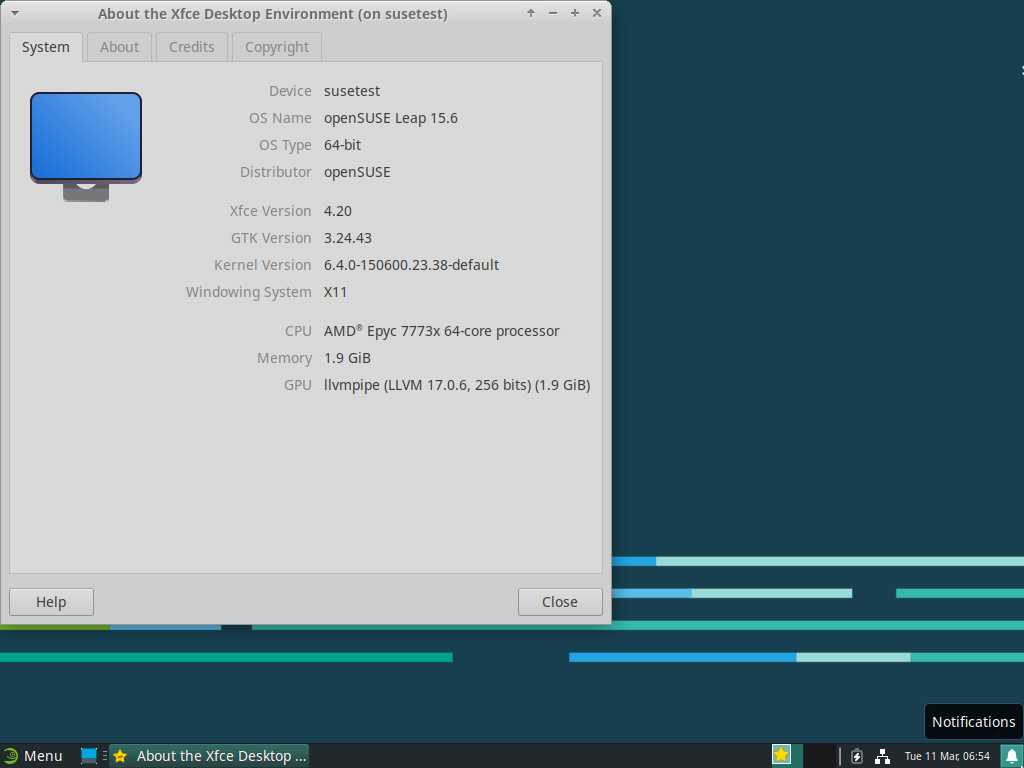 About the Xfce Desktop Environment (on susetest)
System About Credits Copyright
Device susetest
OS Name openSUSE Leap 15.6
OS Type 64-bit
Distributor openSUSE
Xfce Version 4.20
GTK Version 3.24.43
Kernel Version 6.4.0-150600.23.38-default
Windowing System X11
CPU AMD® Epyc 7773x 64-core processor
Memory 1.9 GiB
GPU llvmpipe (LLVM 17.0.6, 256 bits) (1.9 GiB)
Help Close
Notifications
Menu About the Xfce Desktop ... Tue 11 Mar, 06:54